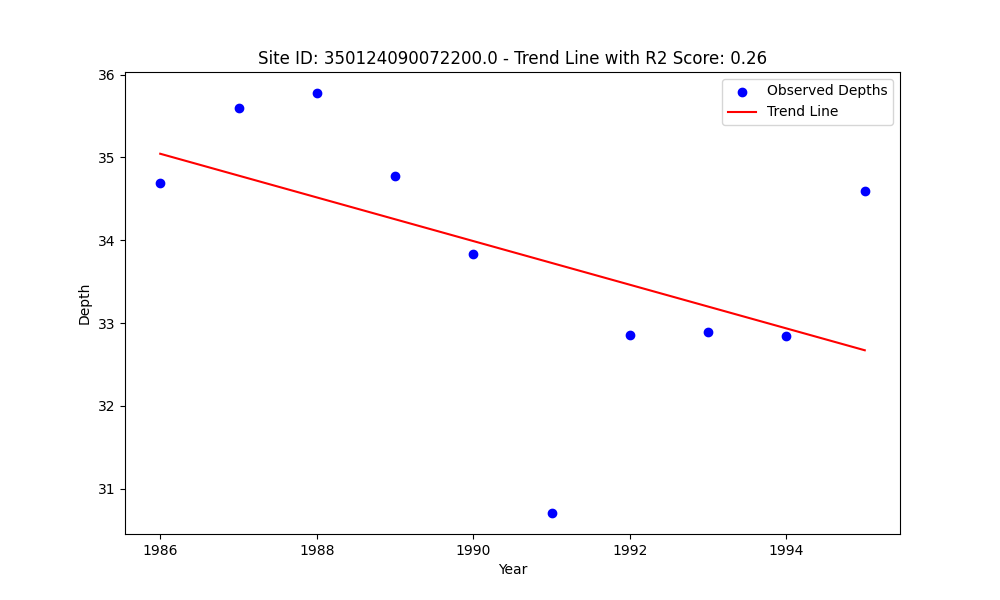 Site ID: 350124090072200.0 - Trend Line with R2 Score: 0.26
Observed Depths
Trend Line
Depth
36
35
34
33
32
31
1986
1988
1990
1992
1994
Year